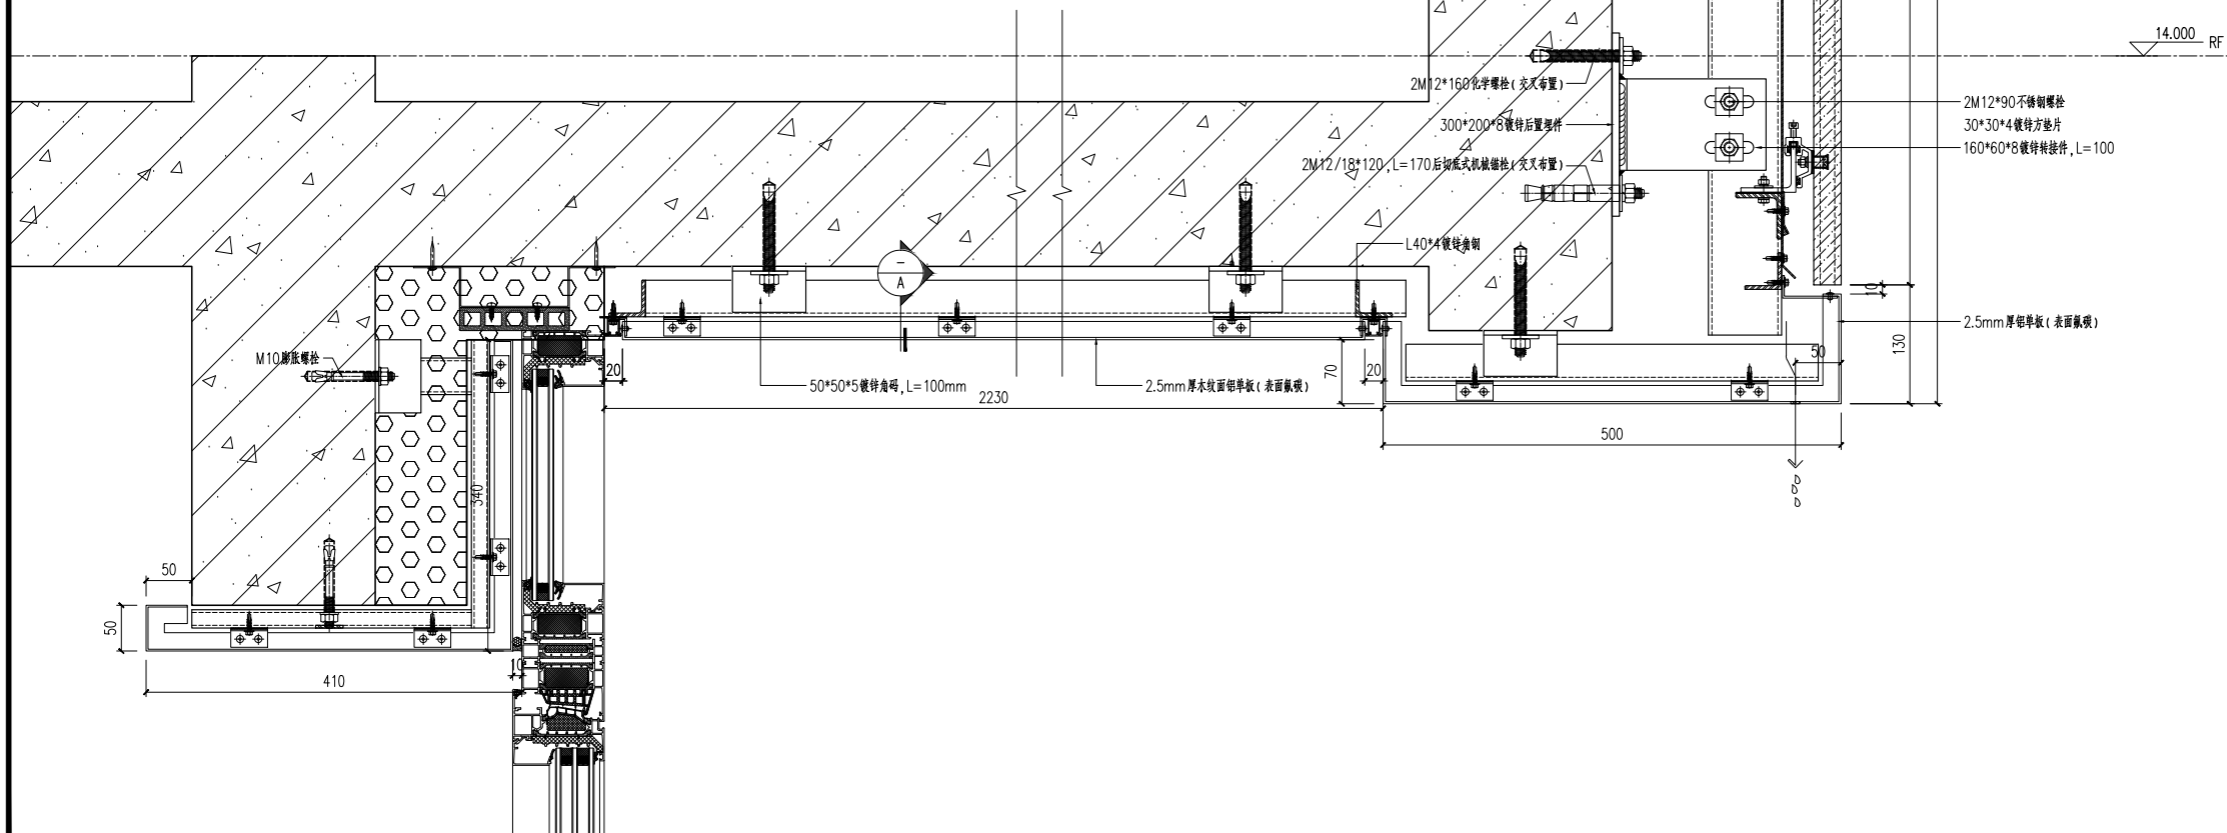 14.000
RF
2M12*160化学螺栓(交叉布置)
2M12*90不锈钢螺栓
300*200*8镀锌后置埋件
30*30*4镀锌方垫片
2M12/18*120,L=170后切底式机械锚栓(交叉布置)
160*60*8镀锌转接件,L=100
L40*4镀锌角钢
—
A
10
2.5mm厚铝单板(表面氟碳)
130
50
M10膨胀螺栓
20
50*50*5镀锌角码,L=100mm
2.5mm厚木纹面铝单板(表面氟碳)
70
20
2230
500
340
50
50
10
410